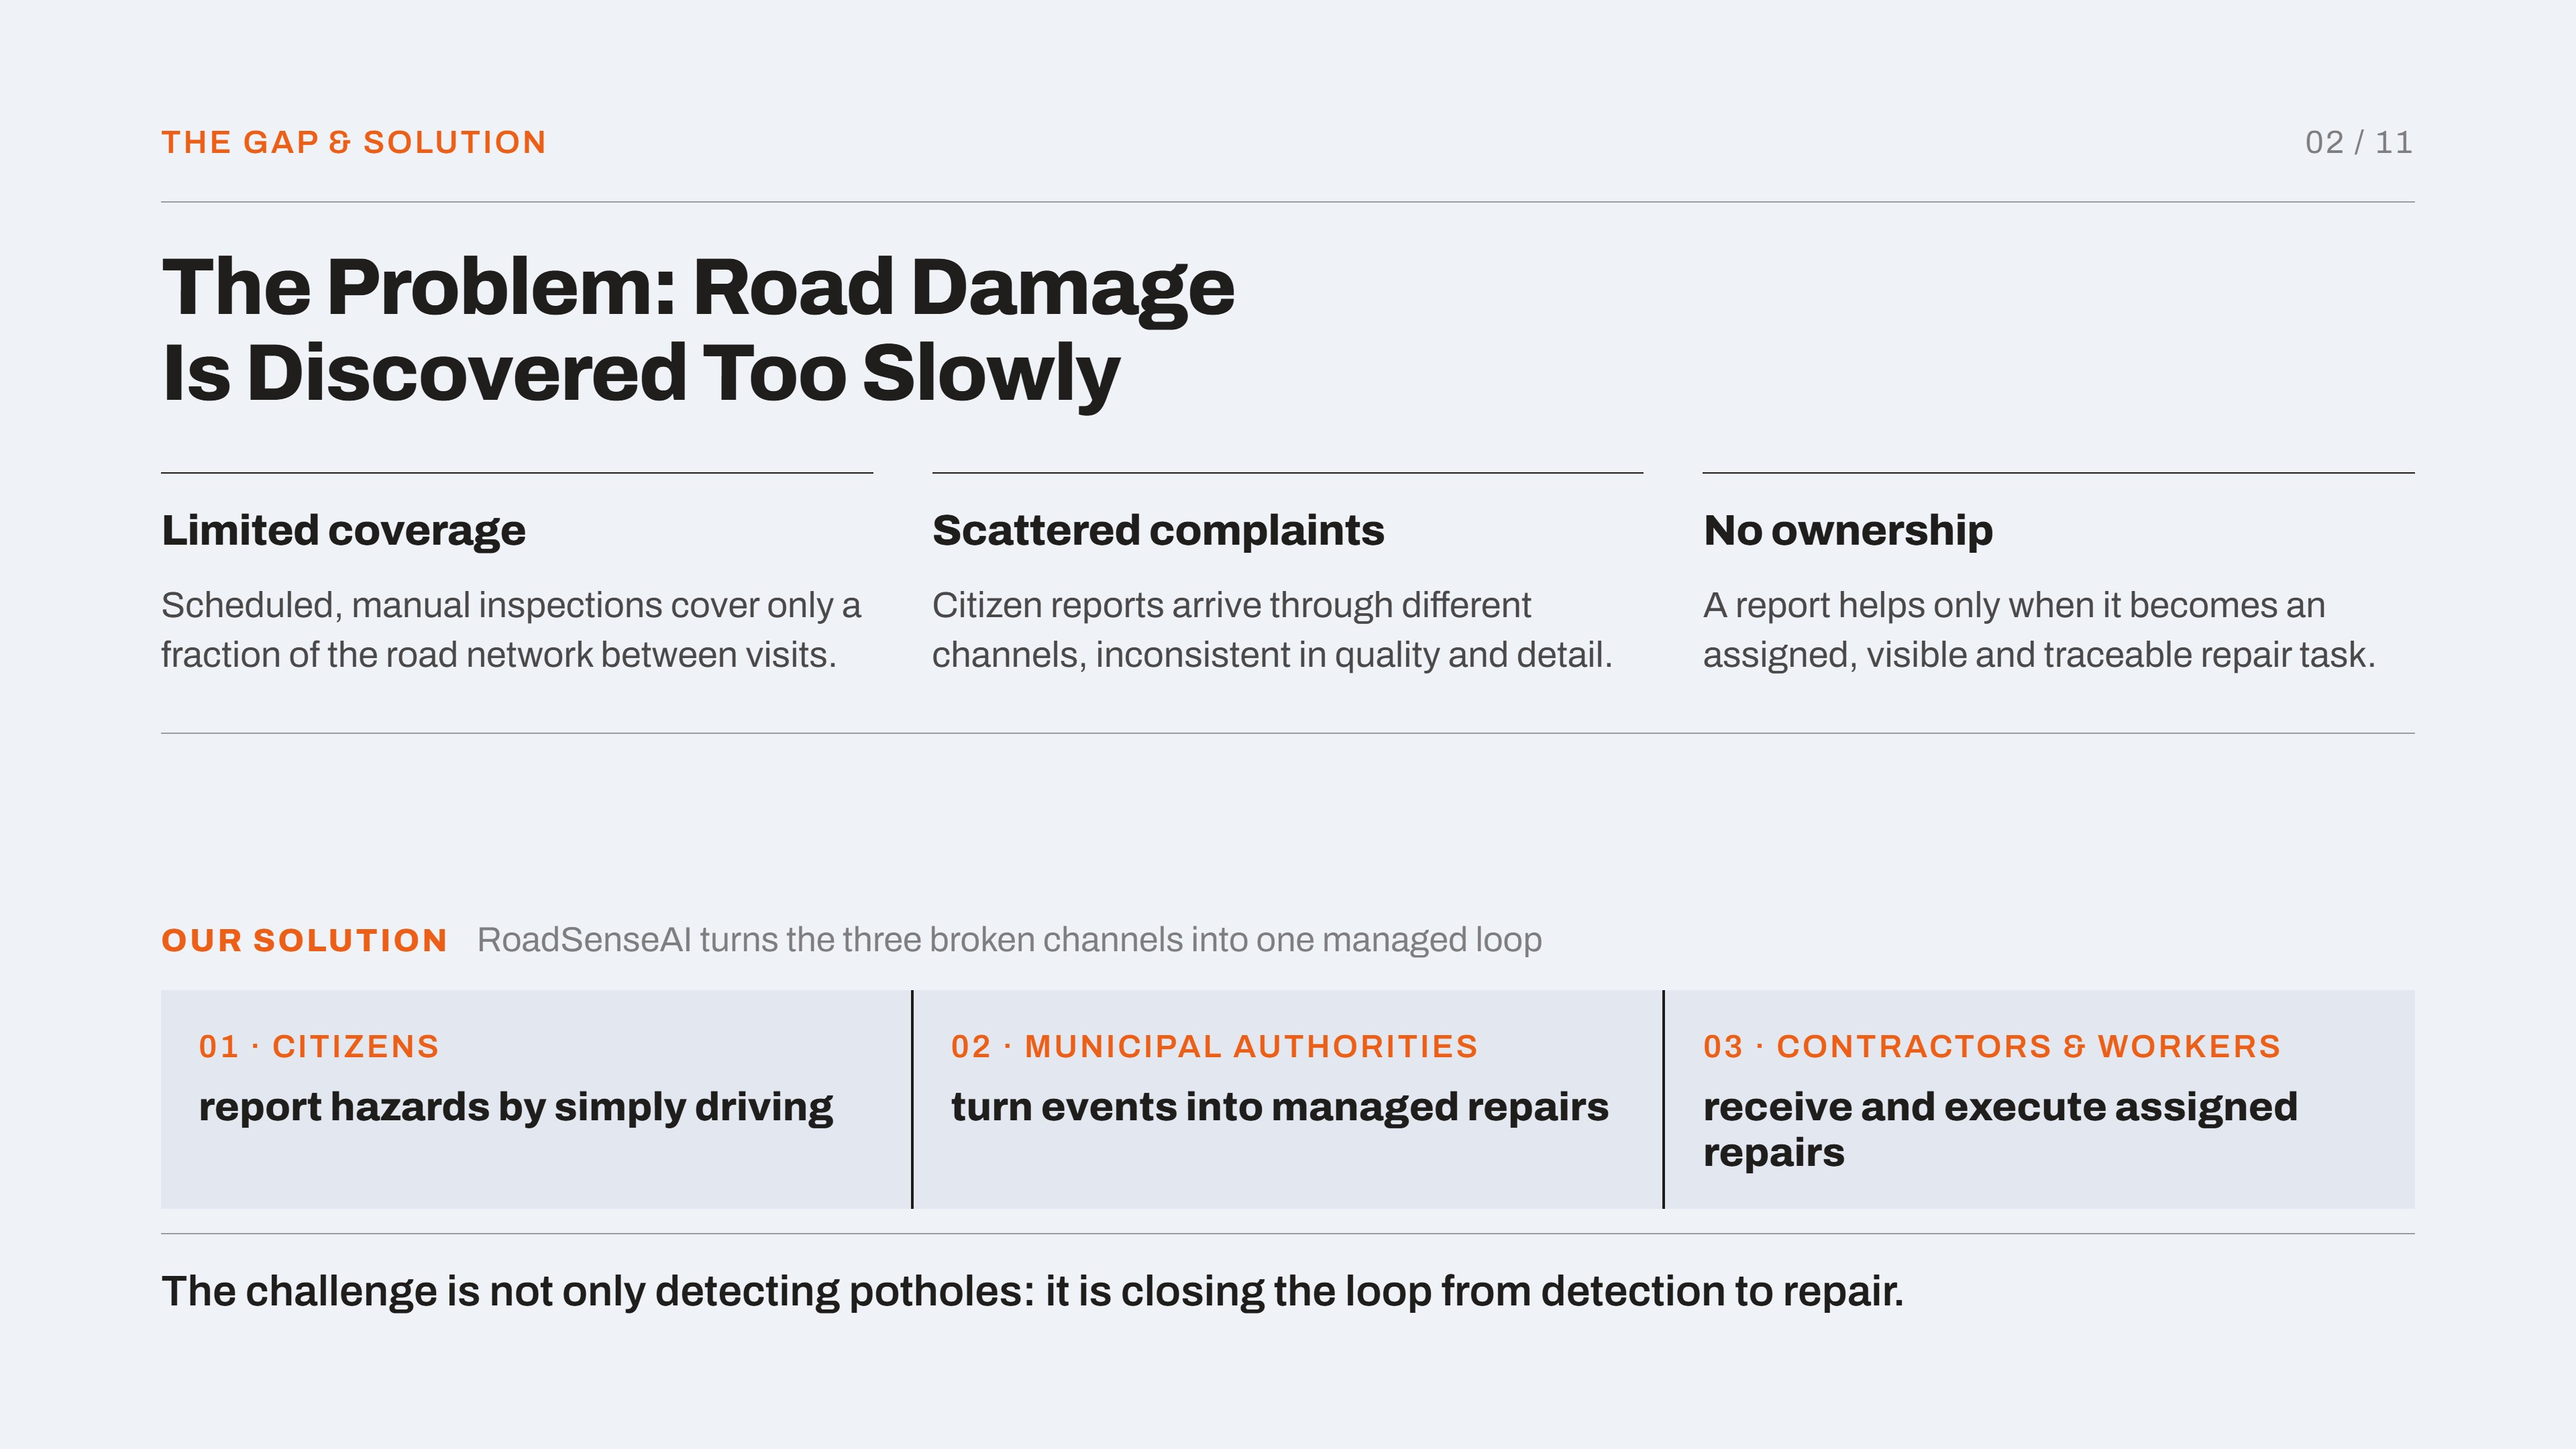 THE GAP & SOLUTION
02 / 11
The Problem: Road Damage
Is Discovered Too Slowly
Limited coverage
Scheduled, manual inspections cover only a
fraction of the road network between visits.
Scattered complaints
Citizen reports arrive through different
channels, inconsistent in quality and detail.
No ownership
A report helps only when it becomes an
assigned, visible and traceable repair task.
OUR SOLUTION RoadSenseAI turns the three broken channels into one managed loop
01 · CITIZENS
report hazards by simply driving
02 · MUNICIPAL AUTHORITIES
turn events into managed repairs
03 · CONTRACTORS & WORKERS
receive and execute assigned
repairs
The challenge is not only detecting potholes: it is closing the loop from detection to repair.